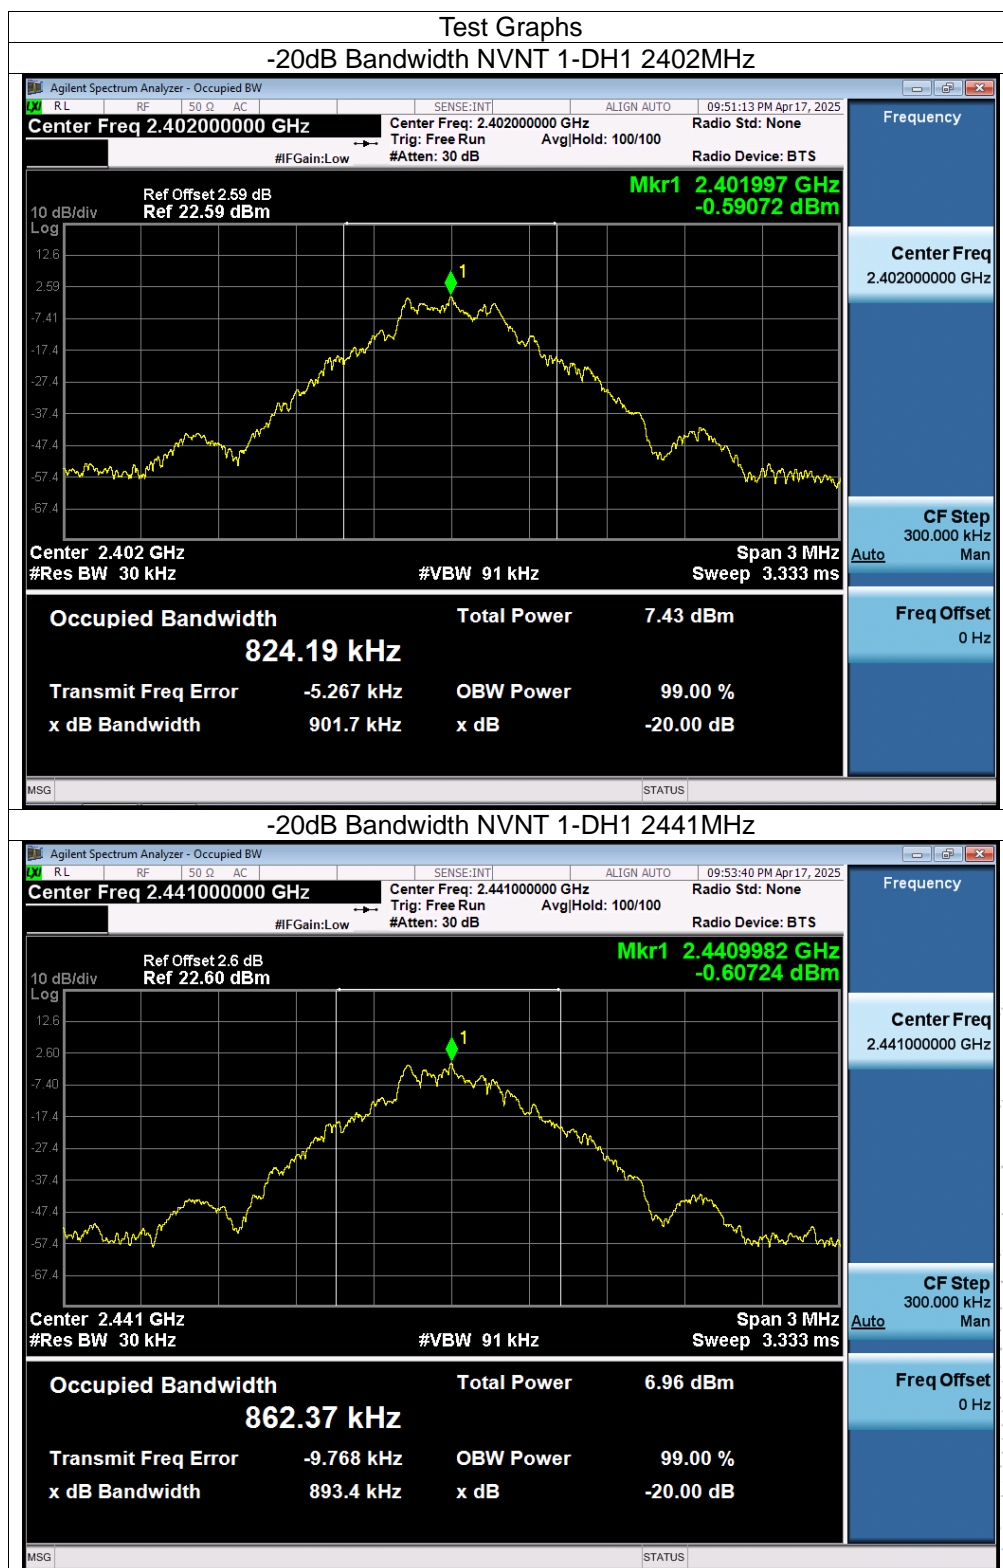 Test Graphs
-20dB Bandwidth NVNT 1-DH1 2402MHz
Agilent Spectrum Analyzer - Occupied BW
LXI RL RF 50 Ω AC SENSE:INT ALIGN AUTO 09:51:13 PM Apr 17, 2025
Center Freq 2.402000000 GHz
Center Freq: 2.402000000 GHz Radio Std: None
Trig: Free Run Avg|Hold: 100/100
#IFGain:Low #Atten: 30 dB Radio Device: BTS
Frequency
Mkr1 2.401997 GHz
-0.59072 dBm
Ref Offset 2.59 dB
10 dB/div Ref 22.59 dBm
Log
12.6
2.59
-7.41
-17.4
-27.4
-37.4
-47.4
-57.4
-67.4
1
Center Freq
2.402000000 GHz
CF Step
300.000 kHz
Auto Man
Freq Offset
0 Hz
Center 2.402 GHz Span 3 MHz
#Res BW 30 kHz #VBW 91 kHz Sweep 3.333 ms
Occupied Bandwidth Total Power 7.43 dBm
824.19 kHz
Transmit Freq Error -5.267 kHz OBW Power 99.00 %
x dB Bandwidth 901.7 kHz x dB -20.00 dB
MSG STATUS
-20dB Bandwidth NVNT 1-DH1 2441MHz
Agilent Spectrum Analyzer - Occupied BW
LXI RL RF 50 Ω AC SENSE:INT ALIGN AUTO 09:53:40 PM Apr 17, 2025
Center Freq 2.441000000 GHz
Center Freq: 2.441000000 GHz Radio Std: None
Trig: Free Run Avg|Hold: 100/100
#IFGain:Low #Atten: 30 dB Radio Device: BTS
Frequency
Mkr1 2.4409982 GHz
-0.60724 dBm
Ref Offset 2.6 dB
10 dB/div Ref 22.60 dBm
Log
12.6
2.60
-7.40
-17.4
-27.4
-37.4
-47.4
-57.4
-67.4
1
Center Freq
2.441000000 GHz
CF Step
300.000 kHz
Auto Man
Freq Offset
0 Hz
Center 2.441 GHz Span 3 MHz
#Res BW 30 kHz #VBW 91 kHz Sweep 3.333 ms
Occupied Bandwidth Total Power 6.96 dBm
862.37 kHz
Transmit Freq Error -9.768 kHz OBW Power 99.00 %
x dB Bandwidth 893.4 kHz x dB -20.00 dB
MSG STATUS